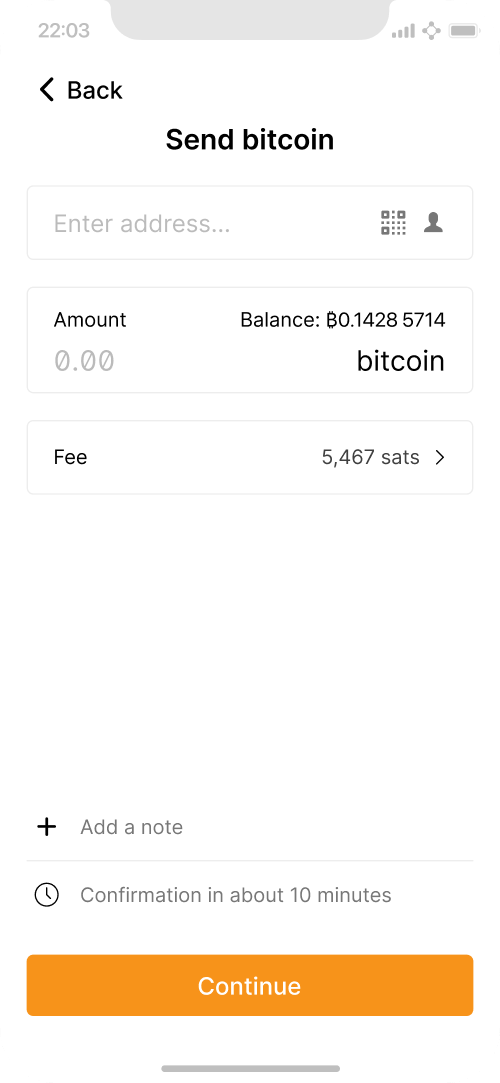 22:03
Back
Send bitcoin
Enter address...
Amount Balance: ₿0.1428 5714
0.00 bitcoin
Fee 5,467 sats
Add a note
Confirmation in about 10 minutes
Continue